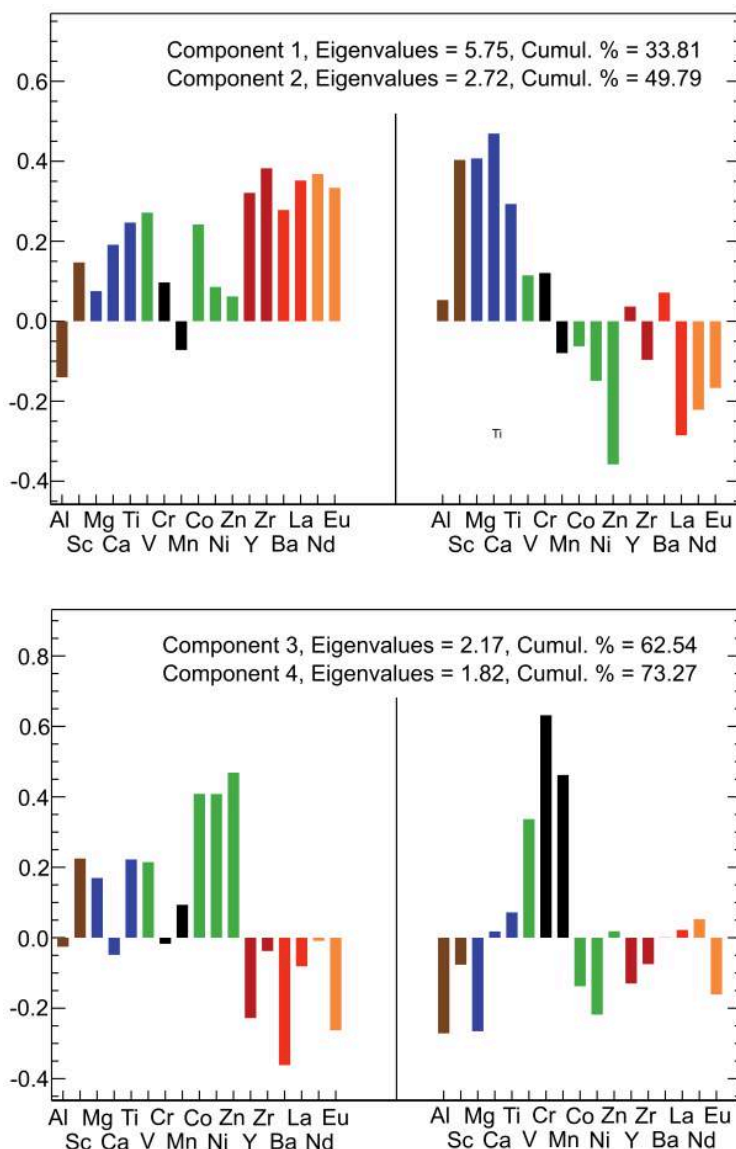 Component 1, Eigenvalues = 5.75, Cumul. % = 33.81
Component 2, Eigenvalues = 2.72, Cumul. % = 49.79
0.6
0.4
0.2
0.0
-0.2
-0.4
Ti
Al Mg Ti Cr Co Zn Zr La Eu Al Mg Ti Cr Co Zn Zr La Eu
Sc Ca V Mn Ni Y Ba Nd Sc Ca V Mn Ni Y Ba Nd
Component 3, Eigenvalues = 2.17, Cumul. % = 62.54
Component 4, Eigenvalues = 1.82, Cumul. % = 73.27
0.8
0.6
0.4
0.2
0.0
-0.2
-0.4
Al Mg Ti Cr Co Zn Zr La Eu Al Mg Ti Cr Co Zn Zr La Eu
Sc Ca V Mn Ni Y Ba Nd Sc Ca V Mn Ni Y Ba Nd